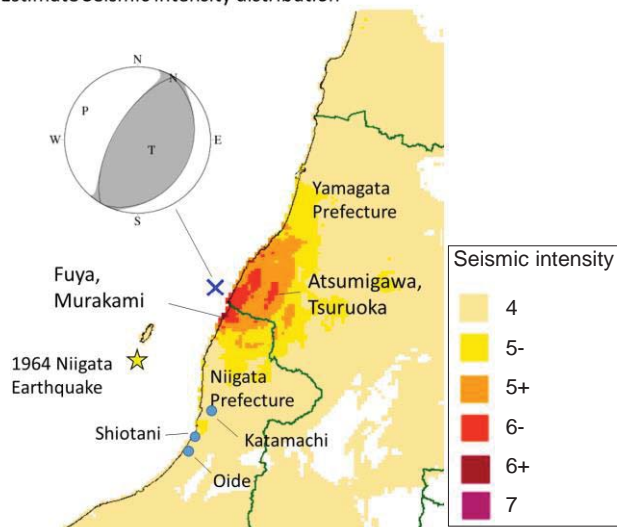 Estimate seismic intensity distribution
N
N
P
W
E
T
S
Yamagata
Prefecture
Fuya,
Murakami
Atsumigawa,
Tsuruoka
1964 Niigata
Earthquake
Niigata
Prefecture
Shiotani
Katamachi
Oide
Seismic intensity
4
5-
5+
6-
6+
7